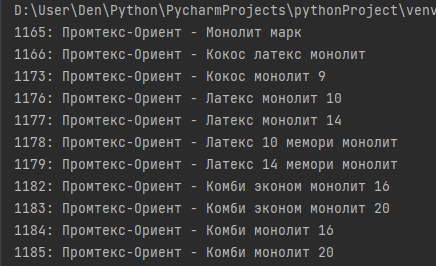 D:\User\Den\Python\PycharmProjects\pythonProject\venv
1165: Промтекс-Ориент - Монолит марк
1166: Промтекс-Ориент - Кокос латекс монолит
1173: Промтекс-Ориент - Кокос монолит 9
1176: Промтекс-Ориент - Латекс монолит 10
1177: Промтекс-Ориент - Латекс монолит 14
1178: Промтекс-Ориент - Латекс 10 мемори монолит
1179: Промтекс-Ориент - Латекс 14 мемори монолит
1182: Промтекс-Ориент - Комби эконом монолит 16
1183: Промтекс-Ориент - Комби эконом монолит 20
1184: Промтекс-Ориент - Комби монолит 16
1185: Промтекс-Ориент - Комби монолит 20